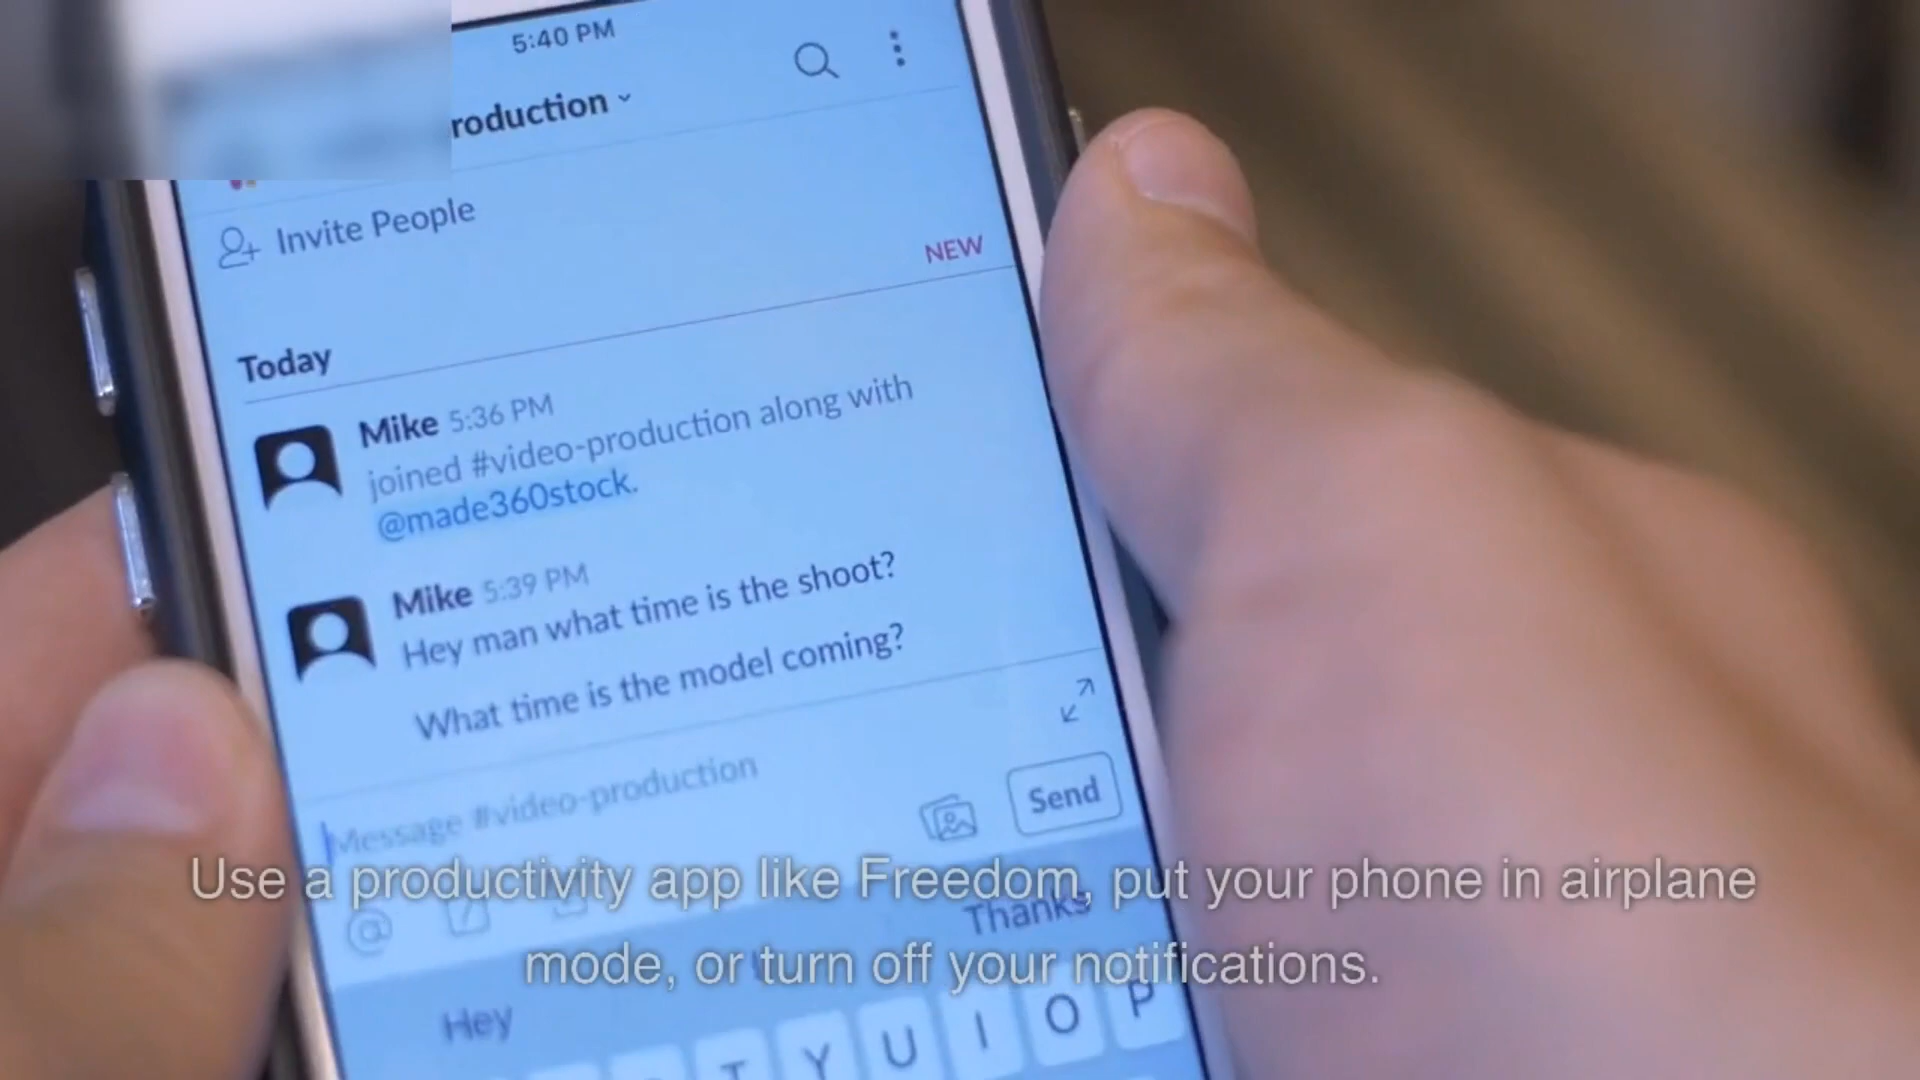 5:40 PM
roduction
Invite People
NEW
Today
Mike 5:36 PM
joined #video-production along with
@made360stock.
Mike 5:39 PM
Hey man what time is the shoot?
What time is the model coming?
Message #video-production
Send
Use a productivity app like Freedom, put your phone in airplane
mode, or turn off your notifications.
Thanks
Hey
T Y U I O P